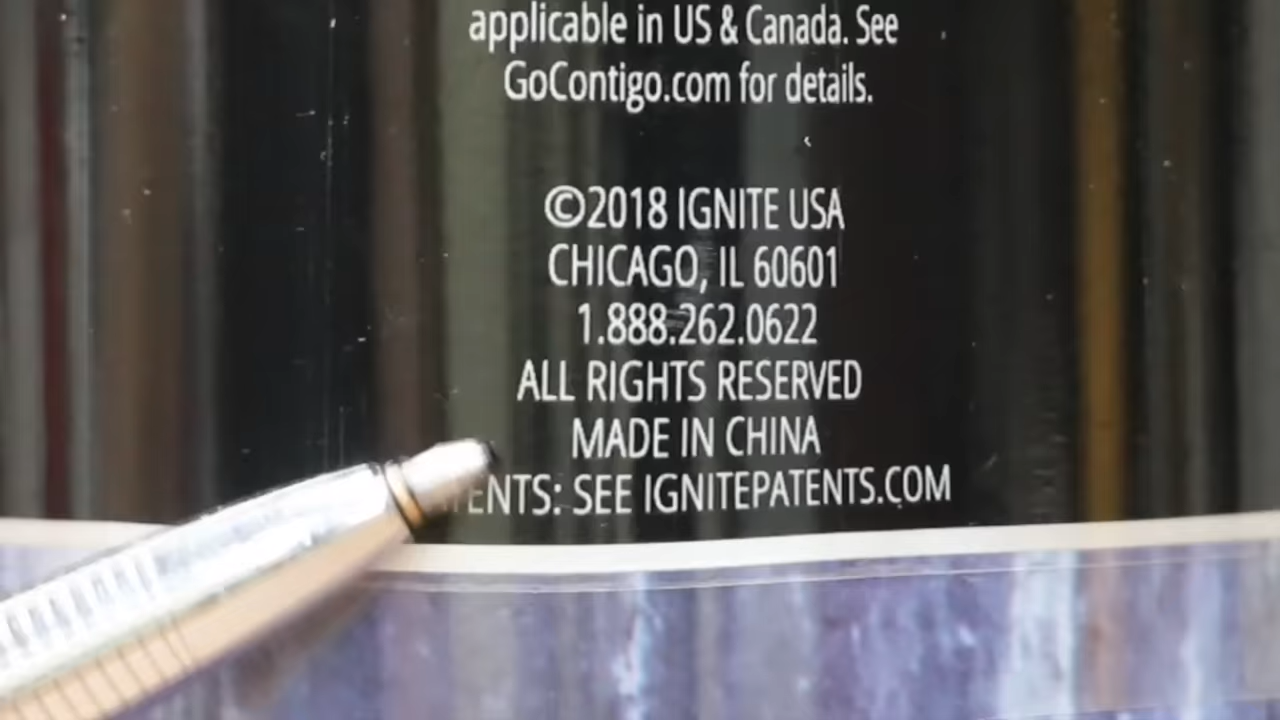 applicable in US & Canada. See
GoContigo.com for details.
©2018 IGNITE USA
CHICAGO, IL 60601
1.888.262.0622
ALL RIGHTS RESERVED
MADE IN CHINA
TENTS: SEE IGNITEPATENTS.COM